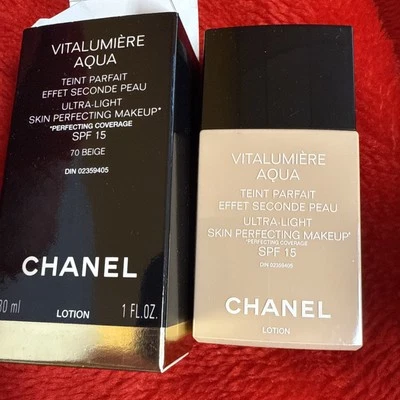 VITALUMIÈRE
AQUA
TEINT PARFAIT
EFFET SECONDE PEAU
ULTRA-LIGHT
SKIN PERFECTING MAKEUP*
*PERFECTING COVERAGE
SPF 15
70 BEIGE
DIN 02359405
CHANEL
30 ml LOTION 1 FL.OZ.
VITALUMIÈRE
AQUA
TEINT PARFAIT
EFFET SECONDE PEAU
ULTRA-LIGHT
SKIN PERFECTING MAKEUP*
*PERFECTING COVERAGE
SPF 15
DIN 02359405
CHANEL
LOTION